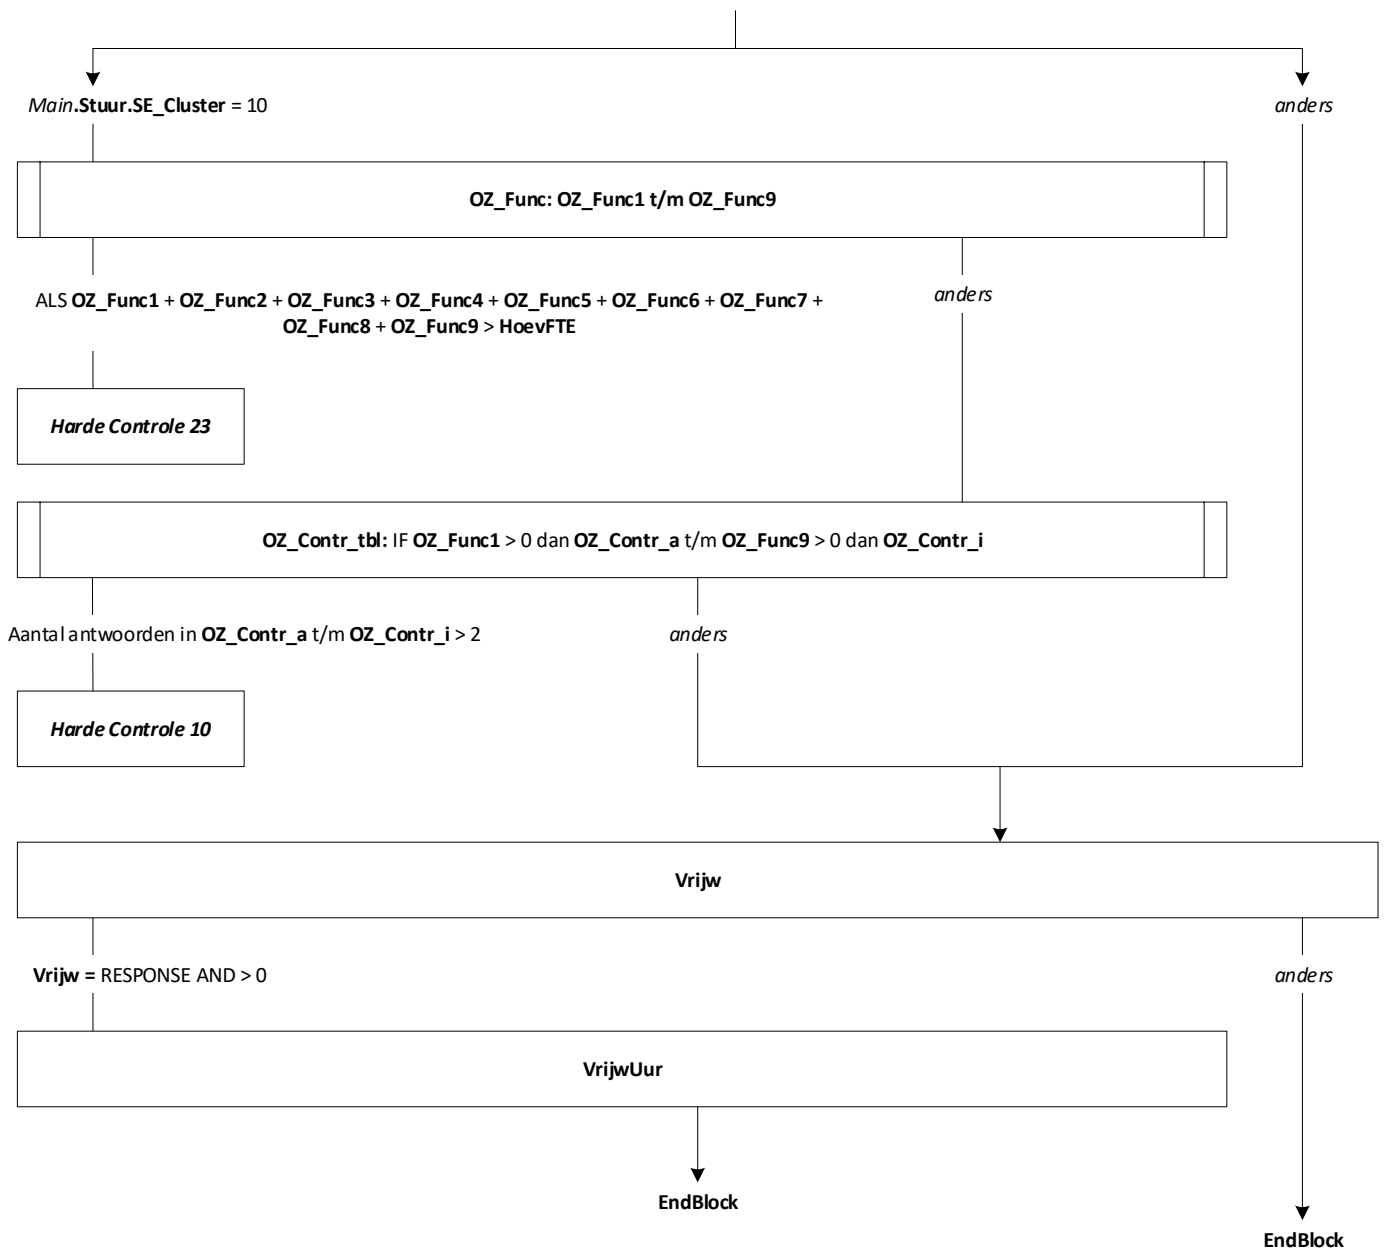 Main.Stuur.SE_Cluster = 10
anders
OZ_Func: OZ_Func1 t/m OZ_Func9
ALS OZ_Func1 + OZ_Func2 + OZ_Func3 + OZ_Func4 + OZ_Func5 + OZ_Func6 + OZ_Func7 +
OZ_Func8 + OZ_Func9 > HoevFTE
anders
Harde Controle 23
OZ_Contr_tbl: IF OZ_Func1 > 0 dan OZ_Contr_a t/m OZ_Func9 > 0 dan OZ_Contr_i
Aantal antwoorden in OZ_Contr_a t/m OZ_Contr_i > 2
anders
Harde Controle 10
Vrijw
Vrijw = RESPONSE AND > 0
anders
VrijwUur
EndBlock
EndBlock